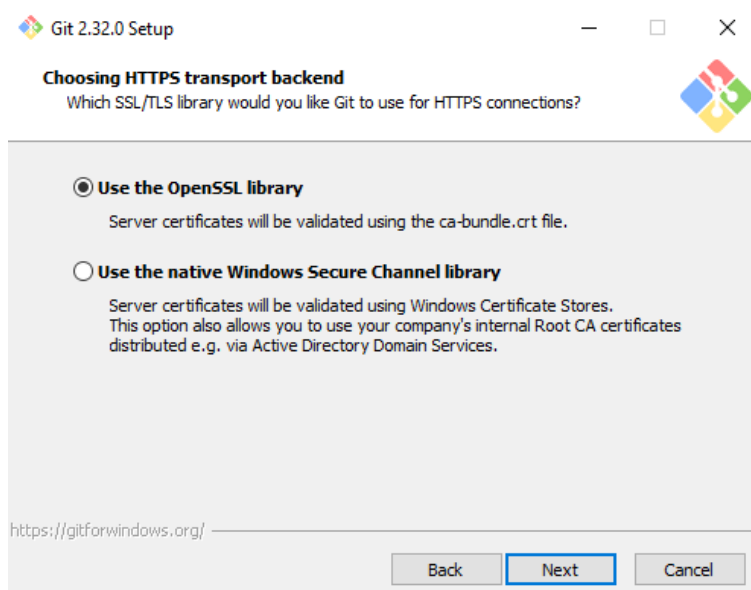 Git 2.32.0 Setup
Choosing HTTPS transport backend
Which SSL/TLS library would you like Git to use for HTTPS connections?
Use the OpenSSL library
Server certificates will be validated using the ca-bundle.crt file.
Use the native Windows Secure Channel library
Server certificates will be validated using Windows Certificate Stores.
This option also allows you to use your company's internal Root CA certificates
distributed e.g. via Active Directory Domain Services.
https://gitforwindows.org/
Back Next Cancel